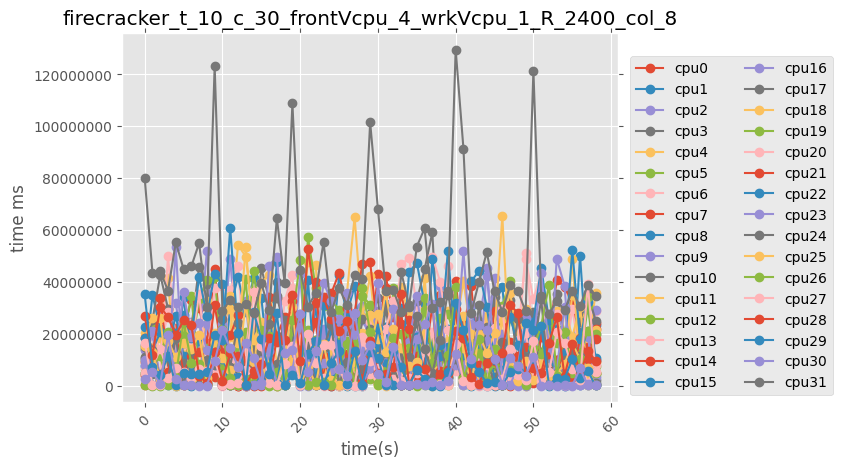 firecracker_t_10_c_30_frontVcpu_4_wrkVcpu_1_R_2400_col_8
time ms
120000000
100000000
80000000
60000000
40000000
20000000
0
0 10 20 30 40 50 60
time(s)
cpu0 cpu16
cpu1 cpu17
cpu2 cpu18
cpu3 cpu19
cpu4 cpu20
cpu5 cpu21
cpu6 cpu22
cpu7 cpu23
cpu8 cpu24
cpu9 cpu25
cpu10 cpu26
cpu11 cpu27
cpu12 cpu28
cpu13 cpu29
cpu14 cpu30
cpu15 cpu31